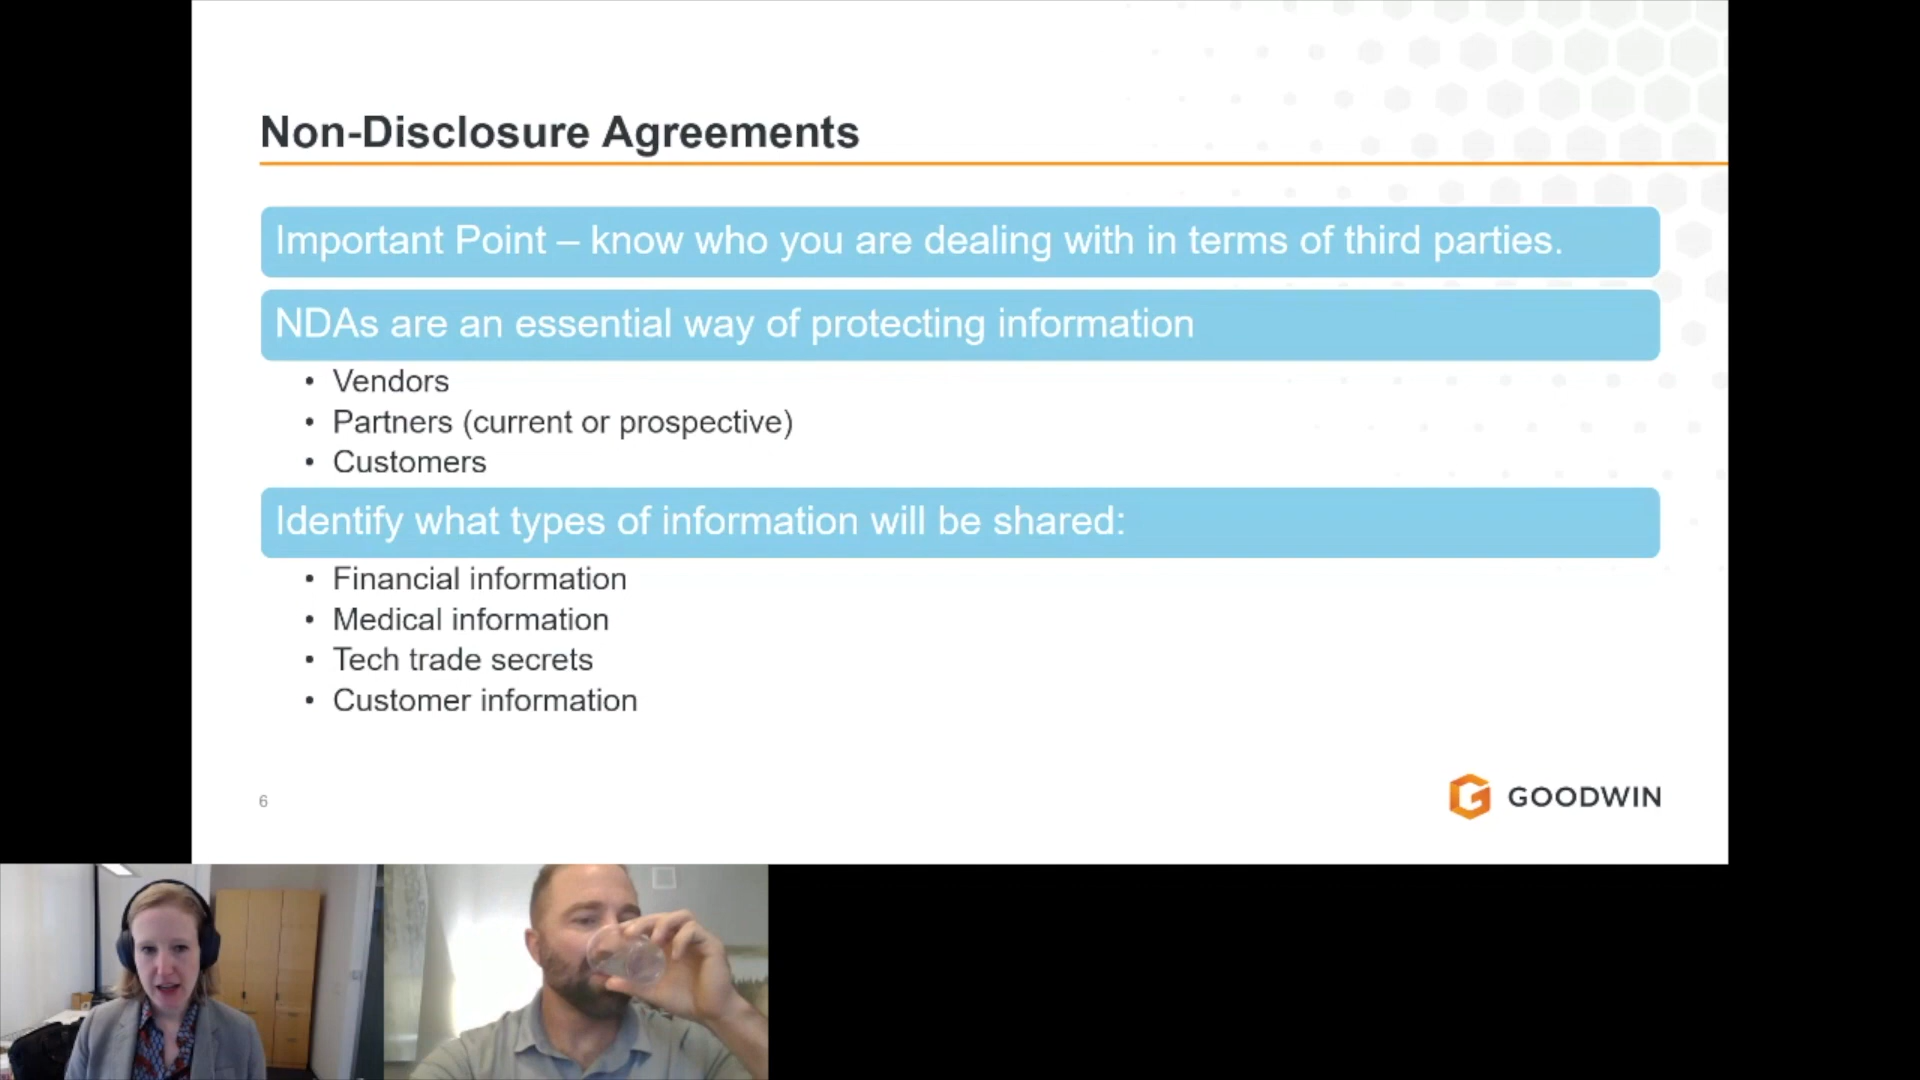 Non-Disclosure Agreements
Important Point – know who you are dealing with in terms of third parties.
NDAs are an essential way of protecting information
• Vendors
• Partners (current or prospective)
• Customers
Identify what types of information will be shared:
• Financial information
• Medical information
• Tech trade secrets
• Customer information
6
GOODWIN